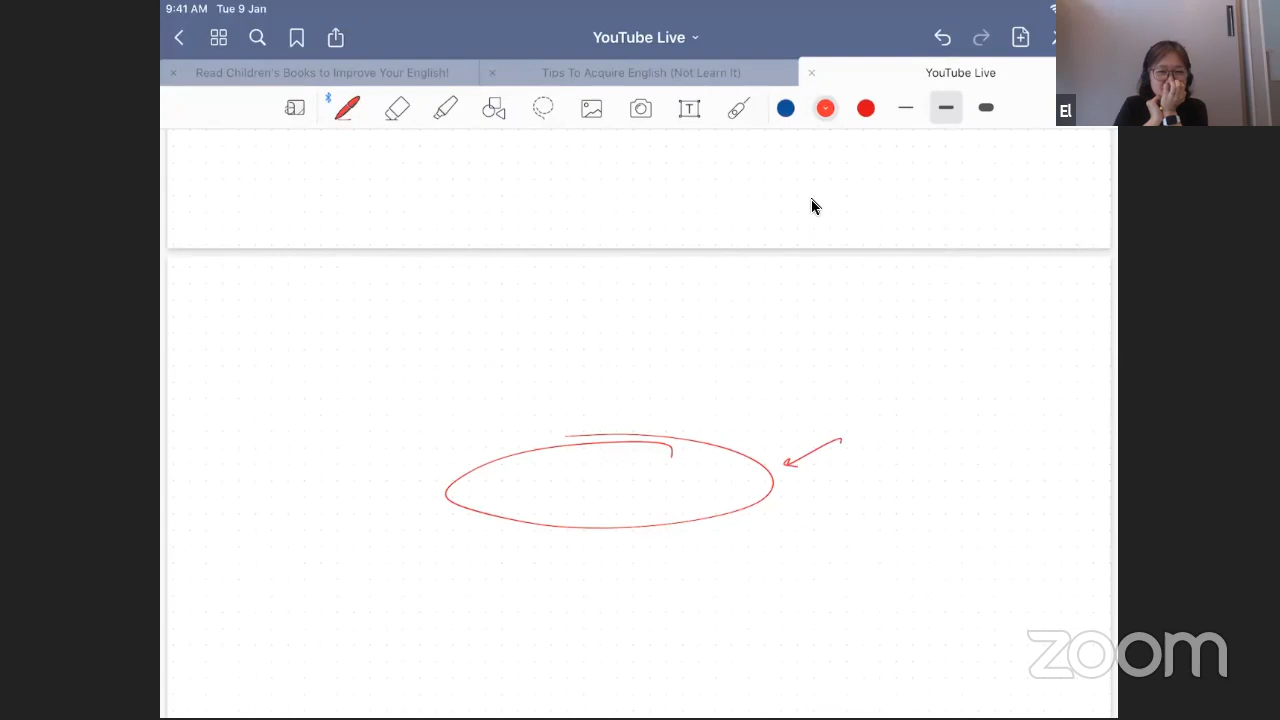 9:41 AM Tue 9 Jan
YouTube Live
Read Children's Books to Improve Your English!
Tips To Acquire English (Not Learn It)
YouTube Live
T
El
zoom